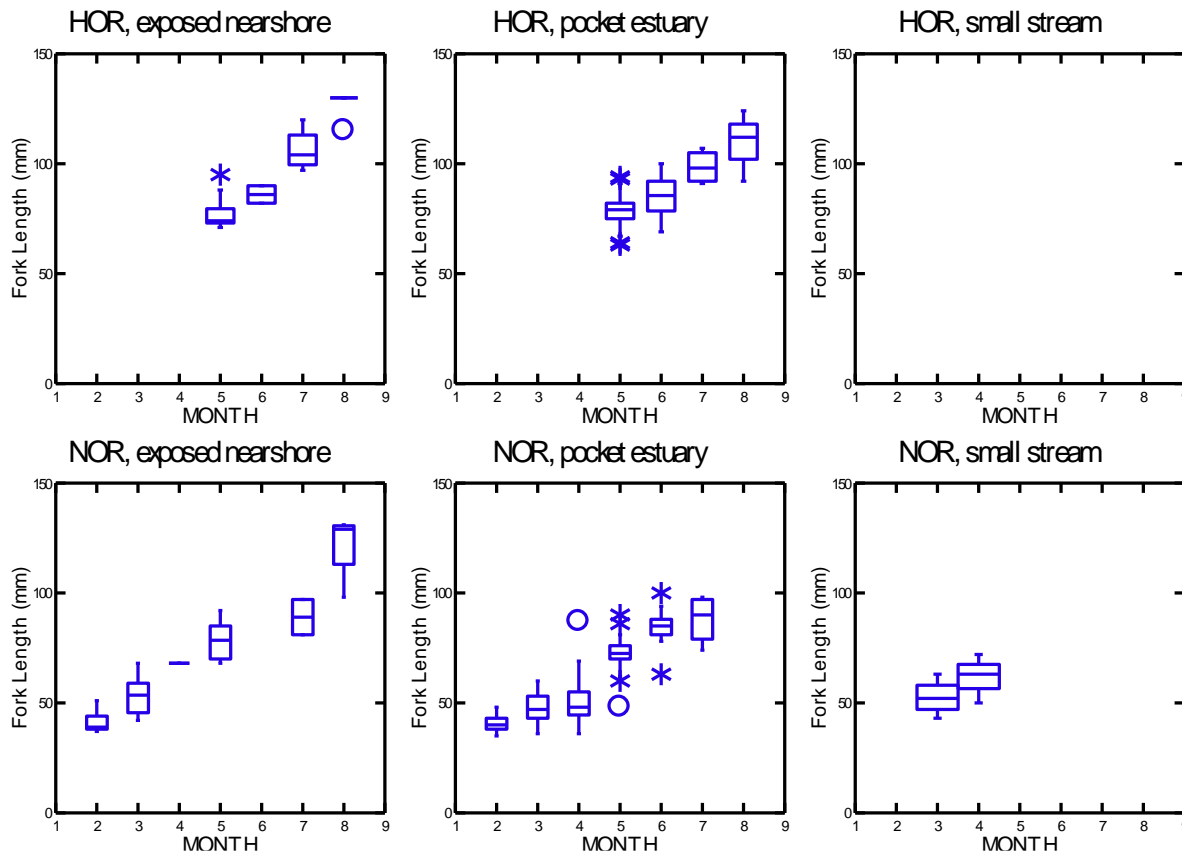 HOR, exposed nearshore
HOR, pocket estuary
HOR, small stream
150
100
50
0
Fork Length (mm)
1 2 3 4 5 6 7 8 9
MONTH
150
100
50
0
Fork Length (mm)
1 2 3 4 5 6 7 8 9
MONTH
150
100
50
0
Fork Length (mm)
1 2 3 4 5 6 7 8 9
MONTH
NOR, exposed nearshore
NOR, pocket estuary
NOR, small stream
150
100
50
0
Fork Length (mm)
1 2 3 4 5 6 7 8 9
MONTH
150
100
50
0
Fork Length (mm)
1 2 3 4 5 6 7 8 9
MONTH
150
100
50
0
Fork Length (mm)
1 2 3 4 5 6 7 8 9
MONTH